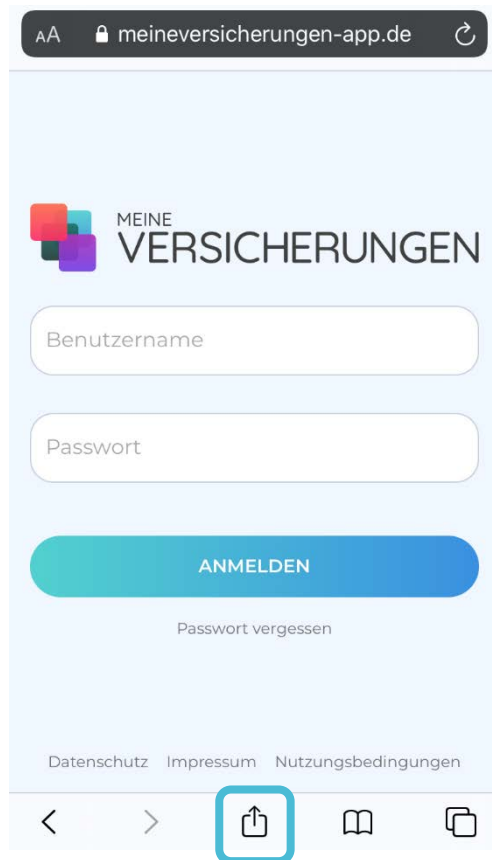 AA meineversicherungen-app.de
MEINE
VERSICHERUNGEN
Benutzername
Passwort
ANMELDEN
Passwort vergessen
Datenschutz Impressum Nutzungsbedingungen